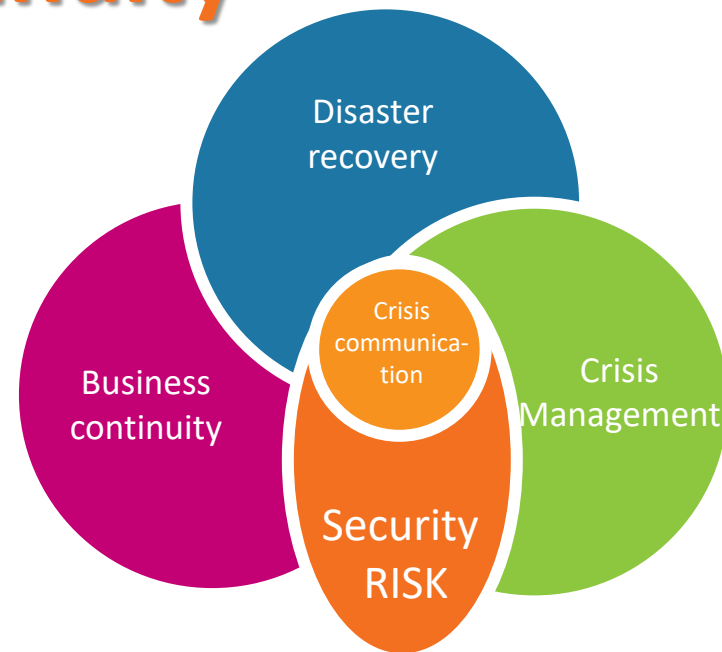 Disaster
recovery
Crisis
communica-
tion
Business
continuity
Crisis
Management
Security
RISK